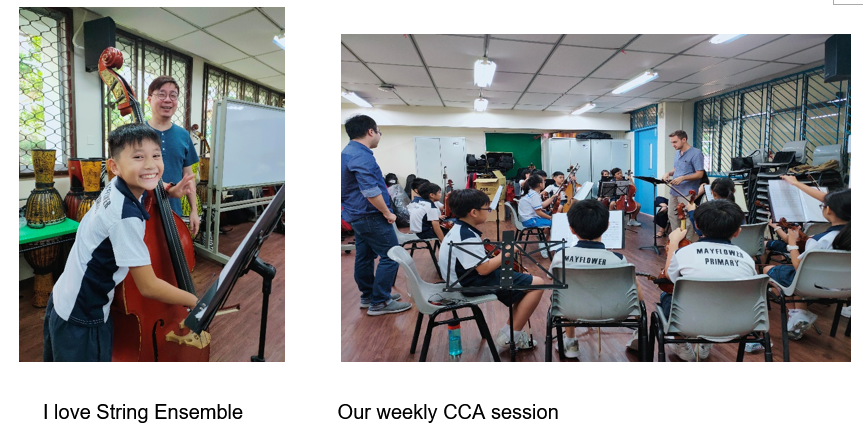 MAYFLOWER
MAYFLOWER
PRIMARY
I love String Ensemble
Our weekly CCA session